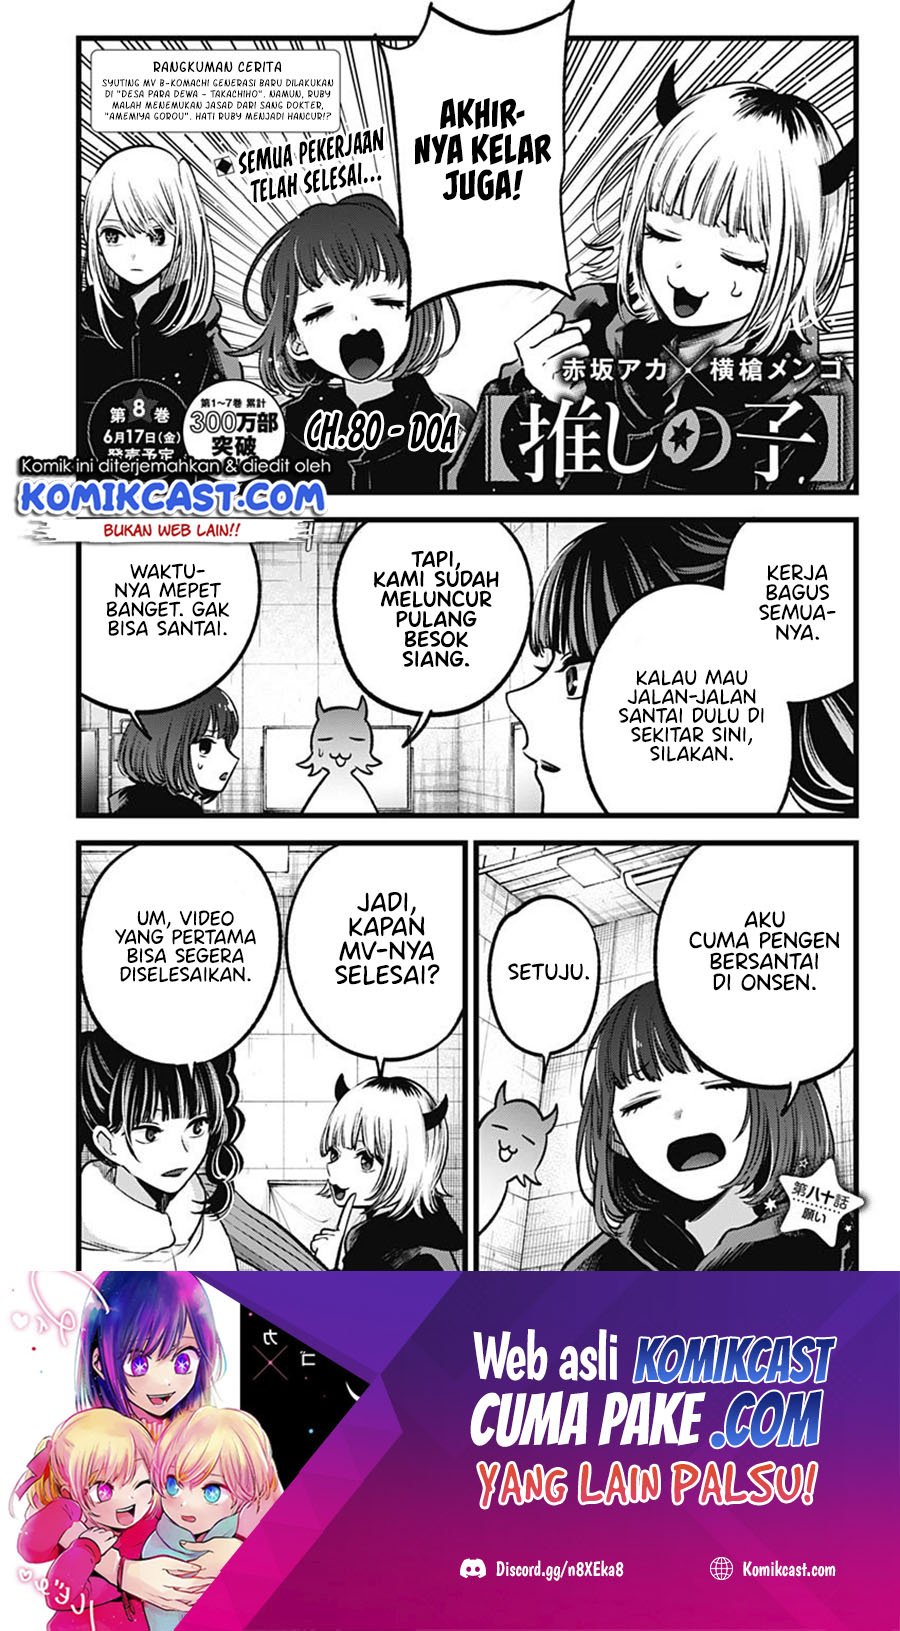 RANGKUMAN CERITA
SYUTING MV B-KOMACHI GENERASI BARU DILAKUKAN
DI "DESA PARA DEWA - TAKACHIHO". NAMUN, RUBY
MALAH MENEMUKAN JASAD DARI SANG DOKTER,
"AMEMIYA GOROU". HATI RUBY MENJADI HANCUR!?
SEMUA PEKERJAAN
TELAH SELESAI...
AKHIR-
NYA KELAR
JUGA!
赤坂アカ×横槍メンゴ
【推しの子】
第8巻
6月17日(金)
発売予定
第1~7巻 累計
300万部
突破
CH.80 - DOA
Komik ini diterjemahkan & diedit oleh
KOMIKCAST.COM
BUKAN WEB LAIN!!
KERJA
BAGUS
SEMUA-
NYA.
KALAU MAU
JALAN-JALAN
SANTAI DULU DI
SEKITAR SINI,
SILAKAN.
TAPI,
KAMI SUDAH
MELUNCUR
PULANG
BESOK
SIANG.
WAKTU-
NYA MEPET
BANGET. GAK
BISA SANTAI.
AKU
CUMA PENGEN
BERSANTAI
DI ONSEN.
SETUJU.
第八十話
願い
JADI,
KAPAN
MV-NYA
SELESAI?
UM, VIDEO
YANG PERTAMA
BISA SEGERA
DISELESAIKAN.
Web asli KOMIKCAST
CUMA PAKE .COM
YANG LAIN PALSU!
Discord.gg/n8XEka8
Komikcast.com